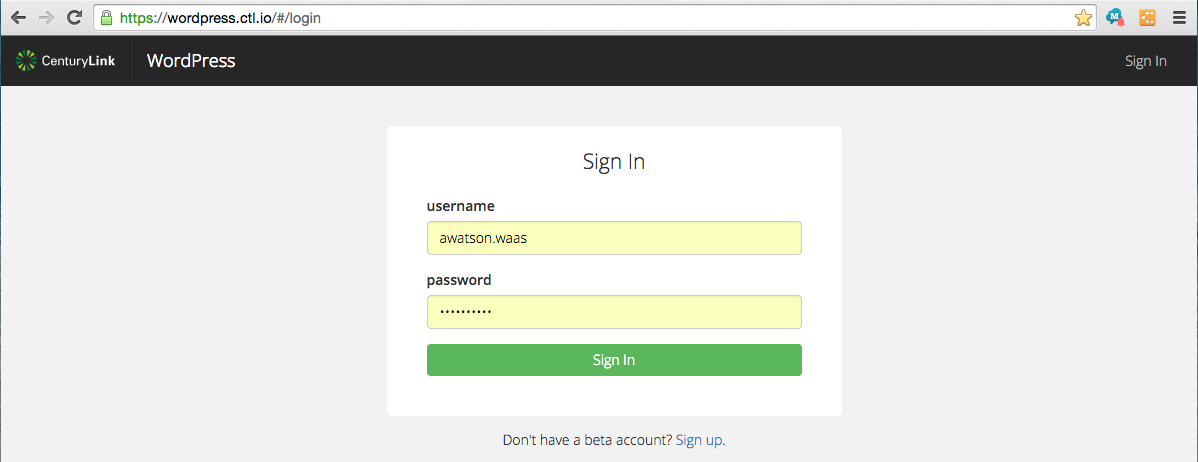 https://wordpress.ctl.io/#/login
CenturyLink WordPress Sign In
Sign In
username
awatson.waas
password
••••••••••
Sign In
Don't have a beta account? Sign up.